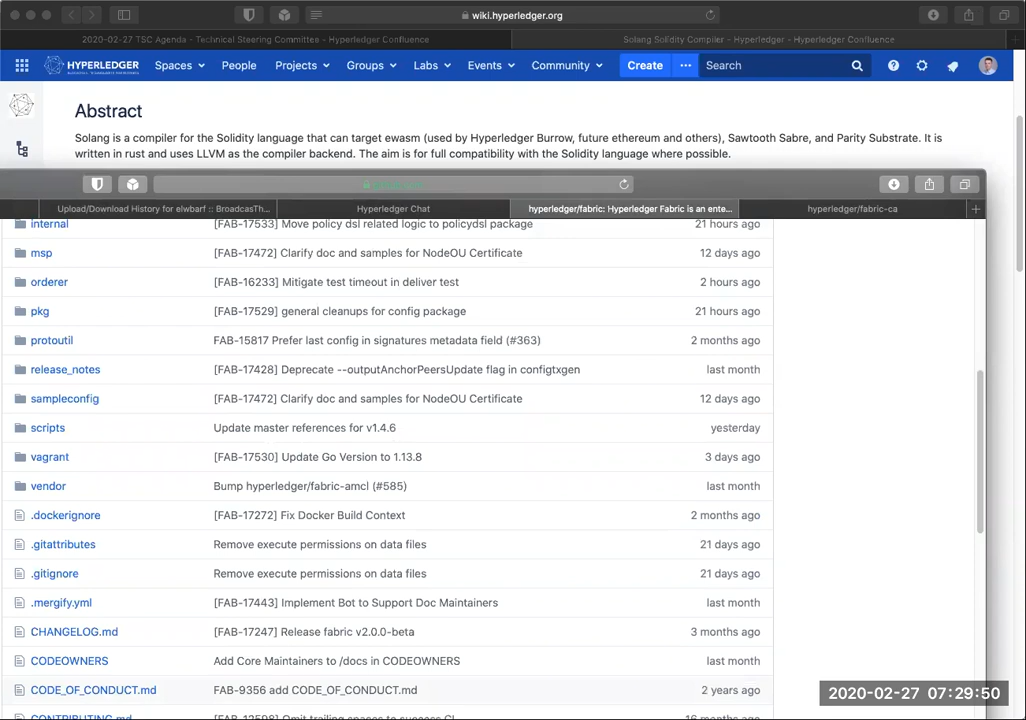 wiki.hyperledger.org
2020-02-27 TSC Agenda - Technical Steering Committee - Hyperledger Confluence
Solang Solidity Compiler - Hyperledger - Hyperledger Confluence
HYPERLEDGER Spaces People Projects Groups Labs Events Community Create ••• Search
Abstract
Solang is a compiler for the Solidity language that can target ewasm (used by Hyperledger Burrow, future ethereum and others), Sawtooth Sabre, and Parity Substrate. It is
written in rust and uses LLVM as the compiler backend. The aim is for full compatibility with the Solidity language where possible.
Upload/Download History for elwbarf :: BroadcasTh...
Hyperledger Chat
hyperledger/fabric: Hyperledger Fabric is an ente...
hyperledger/fabric-ca
internal [FAB-17533] Move policy dsl related logic to policydsl package 21 hours ago
msp [FAB-17472] Clarify doc and samples for NodeOU Certificate 12 days ago
orderer [FAB-16233] Mitigate test timeout in deliver test 2 hours ago
pkg [FAB-17529] general cleanups for config package 21 hours ago
protoutil FAB-15817 Prefer last config in signatures metadata field (#363) 2 months ago
release_notes [FAB-17428] Deprecate --outputAnchorPeersUpdate flag in configtxgen last month
sampleconfig [FAB-17472] Clarify doc and samples for NodeOU Certificate 12 days ago
scripts Update master references for v1.4.6 yesterday
vagrant [FAB-17530] Update Go Version to 1.13.8 3 days ago
vendor Bump hyperledger/fabric-amcl (#585) last month
.dockerignore [FAB-17272] Fix Docker Build Context 2 months ago
.gitattributes Remove execute permissions on data files 21 days ago
.gitignore Remove execute permissions on data files 21 days ago
.mergify.yml [FAB-17443] Implement Bot to Support Doc Maintainers last month
CHANGELOG.md [FAB-17247] Release fabric v2.0.0-beta 3 months ago
CODEOWNERS Add Core Maintainers to /docs in CODEOWNERS last month
CODE_OF_CONDUCT.md FAB-9356 add CODE_OF_CONDUCT.md 2 years ago
CONTRIBUTING.md [FAB-12598] Omit trailing spaces to success CI 16 months ago
2020-02-27 07:29:50